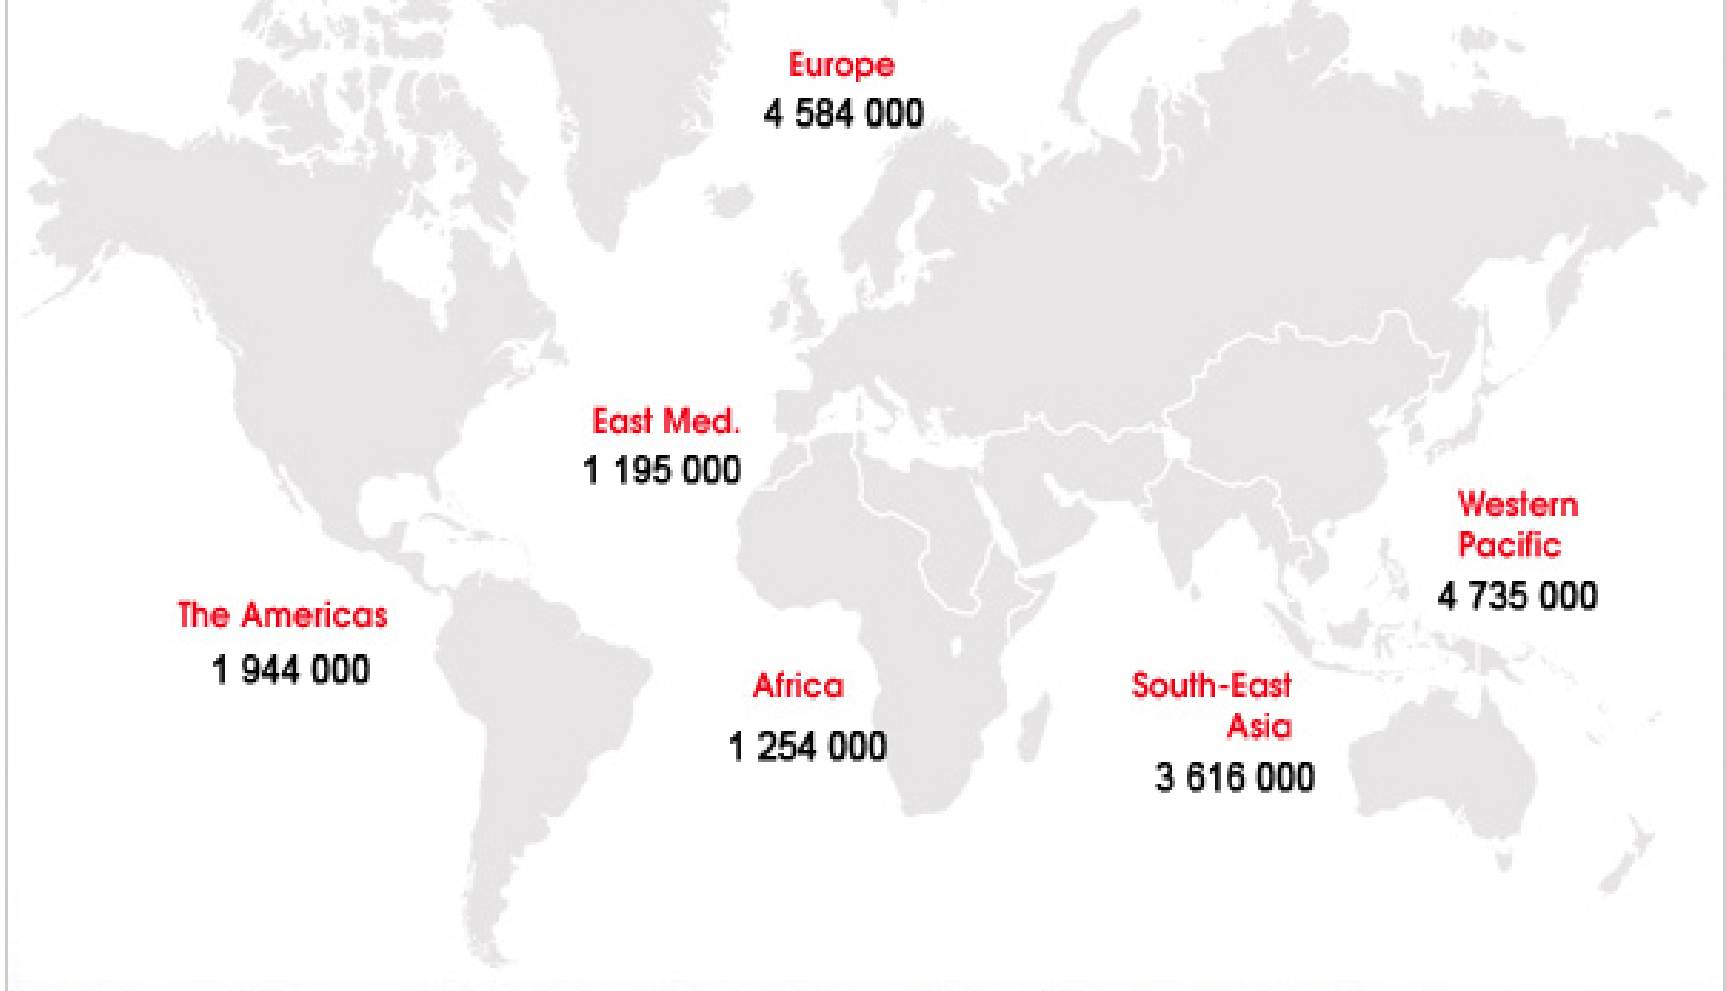 Europe
4 584 000
East Med.
1 195 000
Western
Pacific
4 735 000
The Americas
1 944 000
Africa
1 254 000
South-East
Asia
3 616 000